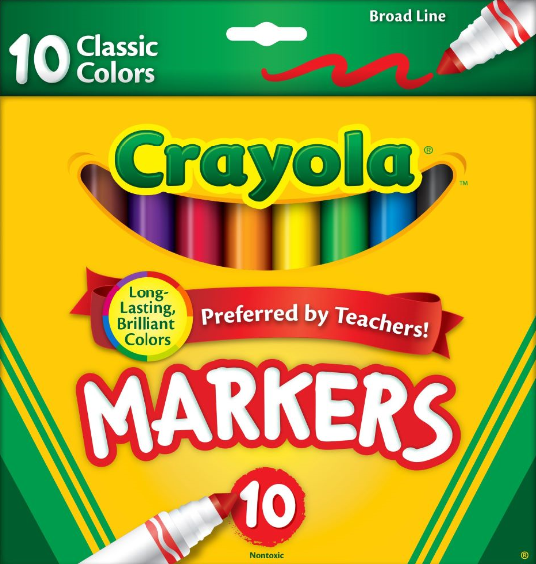 Broad Line
10 Classic
Colors
Crayola®
™
Long-
Lasting,
Brilliant
Colors
Preferred by Teachers!
MARKERS
10
Nontoxic
®